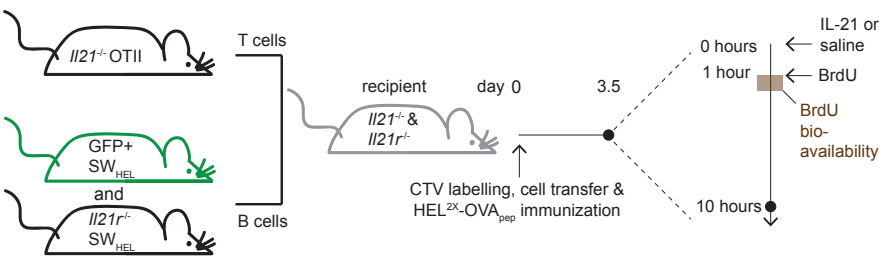 Il21-/- OTII
T cells
GFP+
SWHEL
and
Il21r-/-
SWHEL
B cells
recipient
Il21-/- &
Il21r-/-
day 0
3.5
CTV labelling, cell transfer &
HEL2X-OVApep immunization
0 hours
1 hour
10 hours
IL-21 or
saline
BrdU
BrdU
bio-
availability